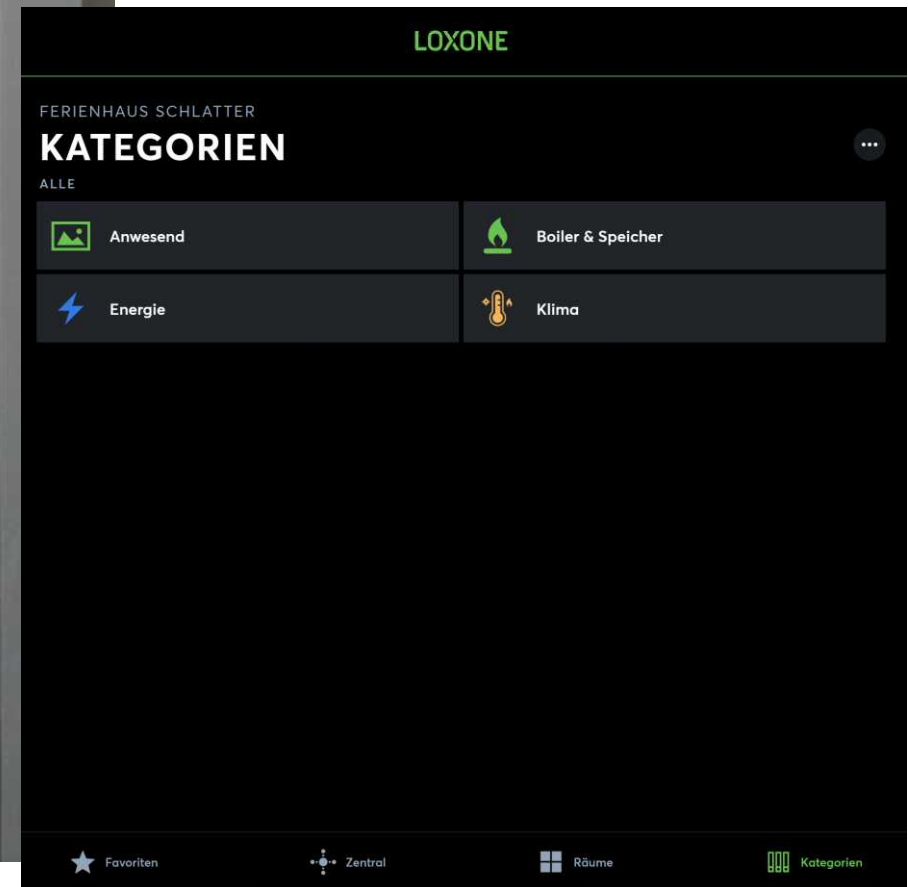 LOXONE
FERIENHAUS SCHLATTER
KATEGORIEN
ALLE
Anwesend
Boiler & Speicher
Energie
Klima
Favoriten
Zentral
Räume
Kategorien